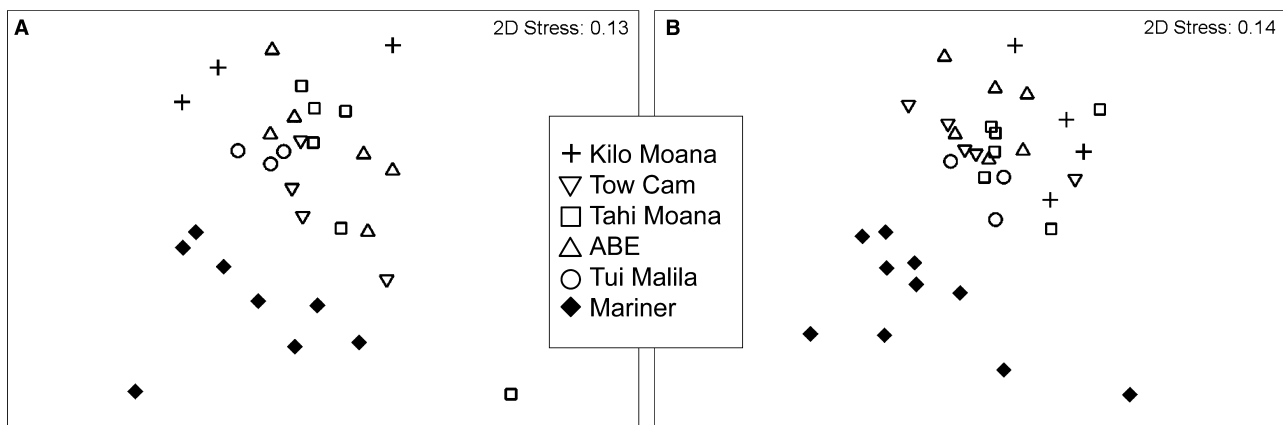 A
2D Stress: 0.13
B
2D Stress: 0.14
Kilo Moana
Tow Cam
Tahi Moana
ABE
Tui Malila
Mariner